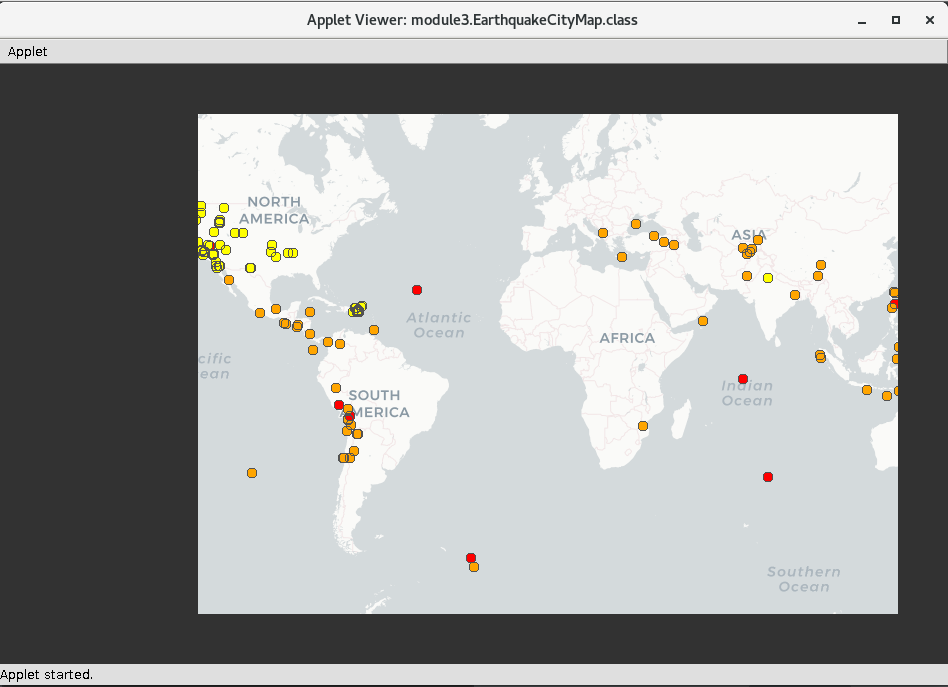 Applet Viewer: module3.EarthquakeCityMap.class
Applet
NORTH
AMERICA
ASIA
Atlantic
Ocean
AFRICA
cific
ean
SOUTH
AMERICA
Indian
Ocean
Southern
Ocean
Applet started.